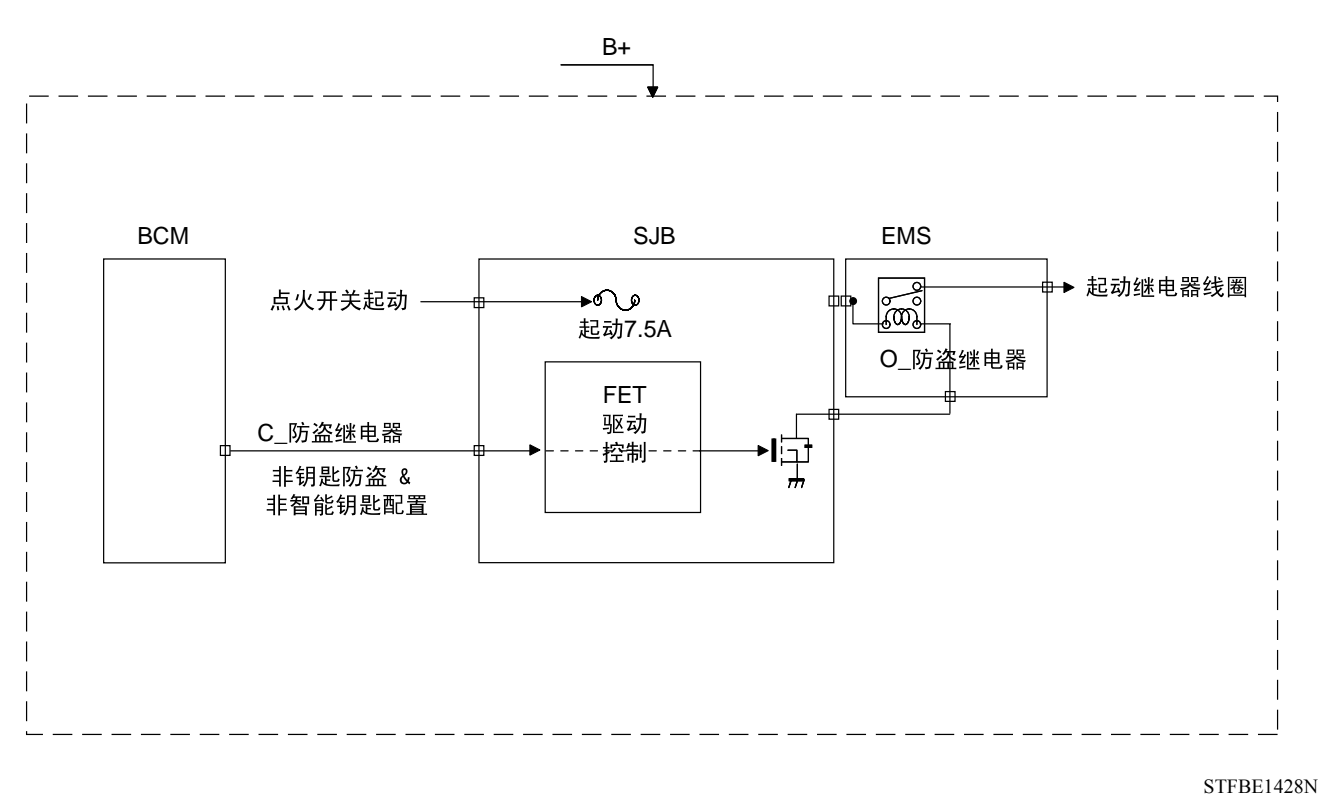 B+
BCM
SJB
EMS
点火开关起动
起动7.5A
起动继电器线圈
O_防盗继电器
FET
驱动
控制
C_防盗继电器
非钥匙防盗 &
非智能钥匙配置
STFBE1428N